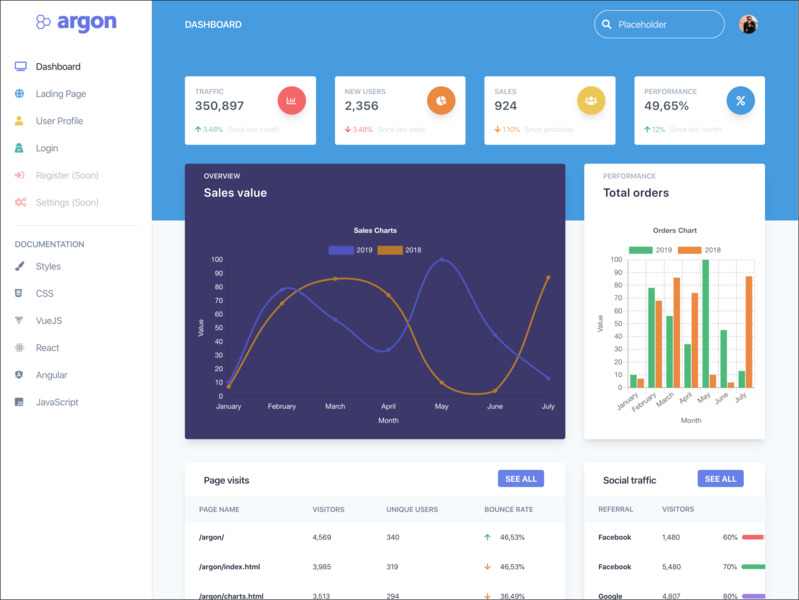 argon
Dashboard
Lading Page
User Profile
Login
Register (Soon)
Settings (Soon)
DOCUMENTATION
Styles
CSS
VueJS
React
Angular
JavaScript
DASHBOARD
Placeholder
TRAFFIC
350,897
3.48% Since last month
NEW USERS
2,356
3.48% Since last week
SALES
924
1.10% Since yesterday
PERFORMANCE
49,65%
12% Since last month
OVERVIEW
Sales value
Sales Charts
2019 2018
100
90
80
70
60
50
40
30
20
10
0
Value
January February March April May June July
Month
PERFORMANCE
Total orders
Orders Chart
2019 2018
100
90
80
70
60
50
40
30
20
10
0
Value
January February March April May June July
Month
Page visits SEE ALL
PAGE NAME VISITORS UNIQUE USERS BOUNCE RATE
/argon/ 4,569 340 46,53%
/argon/index.html 3,985 319 46,53%
/argon/charts.html 3,513 294 36,49%
Social traffic SEE ALL
REFERRAL VISITORS
Facebook 1,480 60%
Facebook 5,480 70%
Google 4,807 80%